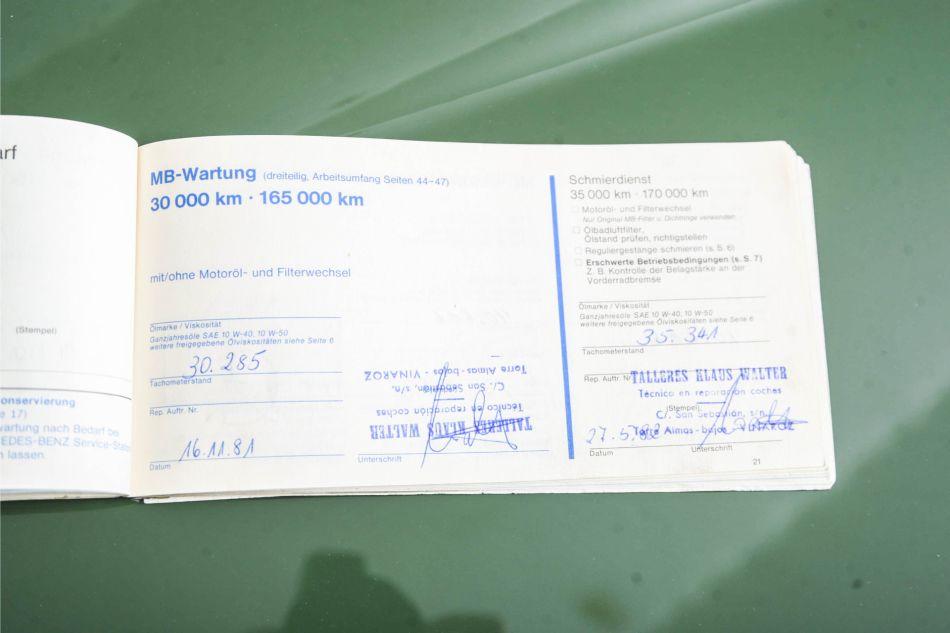 arf
(Stempel)
onservierung
e 17)
wartung nach Bedarf bei
EDES-BENZ Service-Statio
n lassen.
MB-Wartung (dreiteilig, Arbeitsumfang Seiten 44–47)
30 000 km · 165 000 km
mit/ohne Motoröl- und Filterwechsel
Ölmarke / Viskosität
Ganzjahresöle SAE 10 W-40, 10 W-50
weitere freigegebene Ölviskositäten siehe Seite 6
30.285
Tachometerstand
Rep. Auftr. Nr.
16.11.81
Datum
TALLERES KLAUS WALTER
Técnico en reparación coches
C/. San Sebastián, s/n.
Torre Almas-bajos - VINAROZ
Unterschrift
Schmierdienst
35 000 km · 170 000 km
Motoröl- und Filterwechsel
Nur Original MB-Filter u. Dichtringe verwenden
Ölbadluftfilter,
Ölstand prüfen, richtigstellen
Reguliergestänge schmieren (s. S. 6)
Erschwerte Betriebsbedingungen (s. S. 7)
Z. B. Kontrolle der Belagstärke an der
Vorderradbremse
Ölmarke / Viskosität
Ganzjahresöle SAE 10 W-40, 10 W-50
weitere freigegebene Ölviskositäten siehe Seite 6
35.341
Tachometerstand
Rep. Auftr. Nr.
TALLERES KLAUS WALTER
Técnico en reparación coches
(Stempel)
C/. San Sebastián, s/n.
Torre Almas-bajos - VINAROZ
27.5.82
Datum
Unterschrift
21